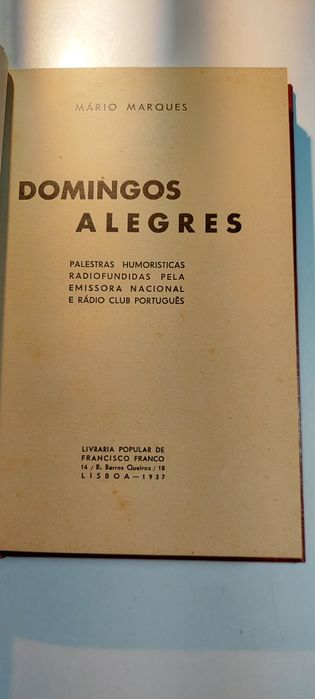 MÁRIO MARQUES
DOMINGOS
ALEGRES
PALESTRAS HUMORISTICAS
RADIOFUNDIDAS PELA
EMISSORA NACIONAL
E RÁDIO CLUB PORTUGUÊS
LIVRARIA POPULAR DE
FRANCISCO FRANCO
14 / R. Barros Queiroz / 18
LISBOA — 1937